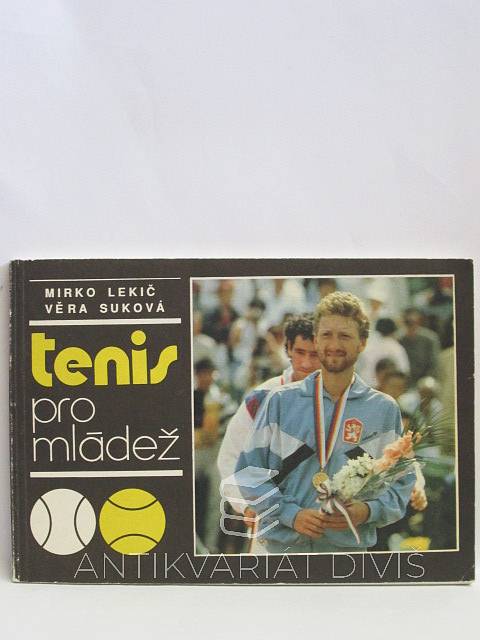 MIRKO LEKIČ
VĚRA SUKOVÁ
tenis
pro
mládež
ANTIKVARIÁT DIVIŠ